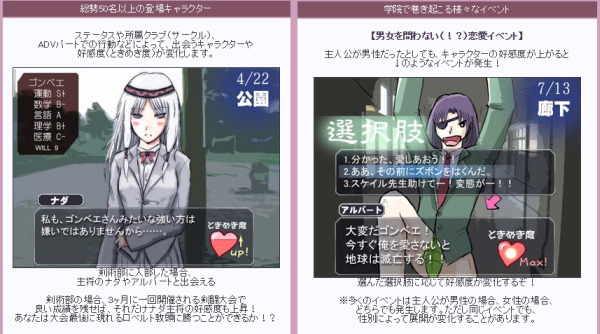 総勢50名以上の登場キャラクター
ステータスや所属クラブ(サークル)、
ADVパートでの行動などによって、出会うキャラクターや
好感度(ときめき度)が変化します。
ゴンベエ
運動 S+
数学 B-
言語 A
理学 B+
医療 C-
WILL 9
4/22
公園
ナダ
私も、ゴンベエさんみたいな強い方は
嫌いではありませんから……。
ときめき度
up!
剣術部に入部した場合、
主将のナダやアルバートと出会える
剣術部の場合、3ヶ月に一回開催される剣闘大会で
良い成績を残せば、それだけナダや主将の好感度も上昇!
あなたは大会最後に現れるロベルト教頭に勝つことができるか!?
学院で巻き起こる様々なイベント
【男女を問わない(!?)恋愛イベント】
主人公が男性だったとしても、キャラクターの好感度が上がると
↓のようなイベントが発生!
7/13
廊下
選択肢
1.分かった、愛しあおう!!
2.ああ、その前にズボンをはくんだ。
3.スケイル先生助けてー!変態がー!!
アルバート
大変だゴンベエ!
今すぐ俺を愛さないと
地球は滅亡する!!
ときめき度
Max!
選んだ選択肢に応じて好感度が変化するぞ!
※多くのイベントは主人公が男性の場合、女性の場合、
どちらでも発生します。ただし同じイベントでも、
性別によって展開が変化することがあります。